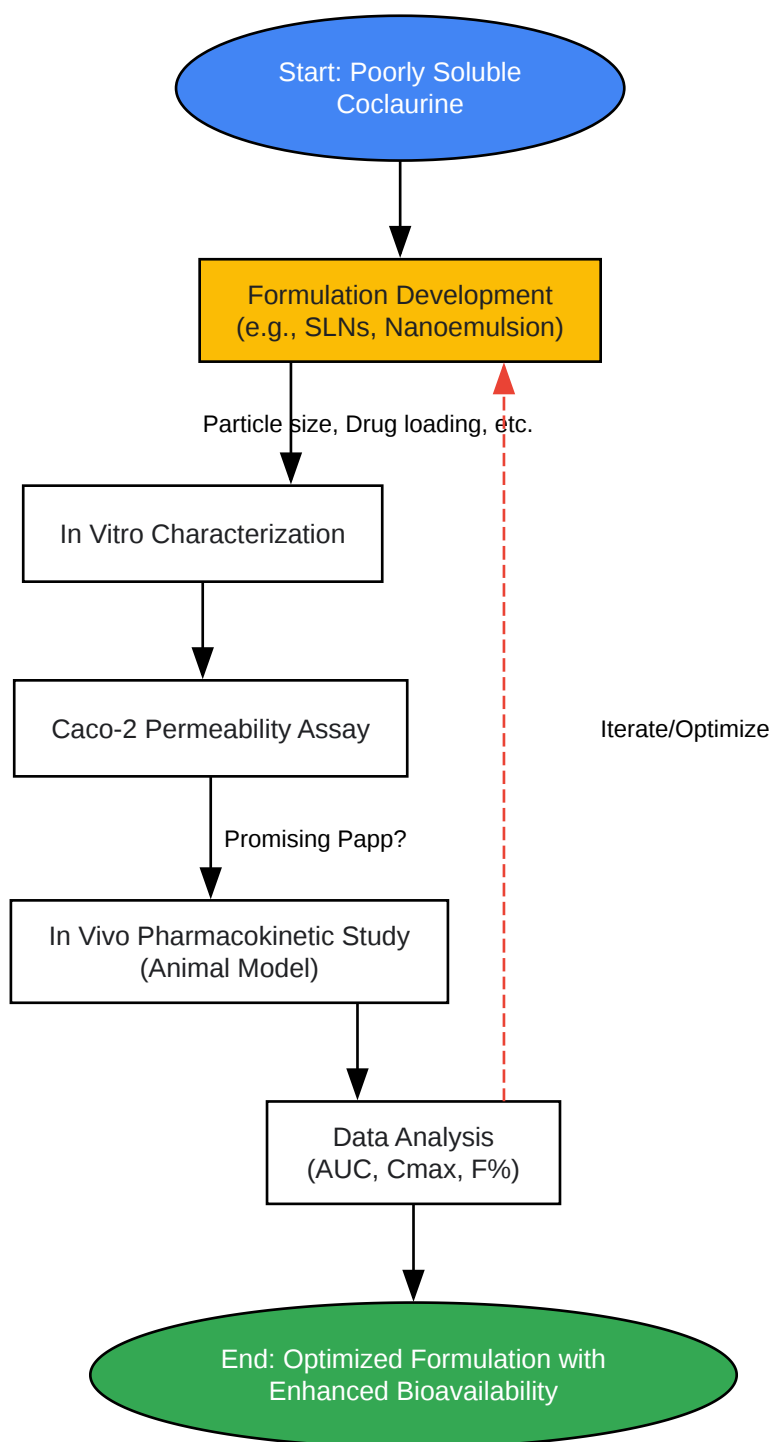 Start: Poorly Soluble
Coclaurine
Formulation Development
(e.g., SLNs, Nanoemulsion)
Particle size, Drug loading, etc.
In Vitro Characterization
Caco-2 Permeability Assay
Iterate/Optimize
Promising Papp?
In Vivo Pharmacokinetic Study
(Animal Model)
Data Analysis
(AUC, Cmax, F%)
End: Optimized Formulation with
Enhanced Bioavailability